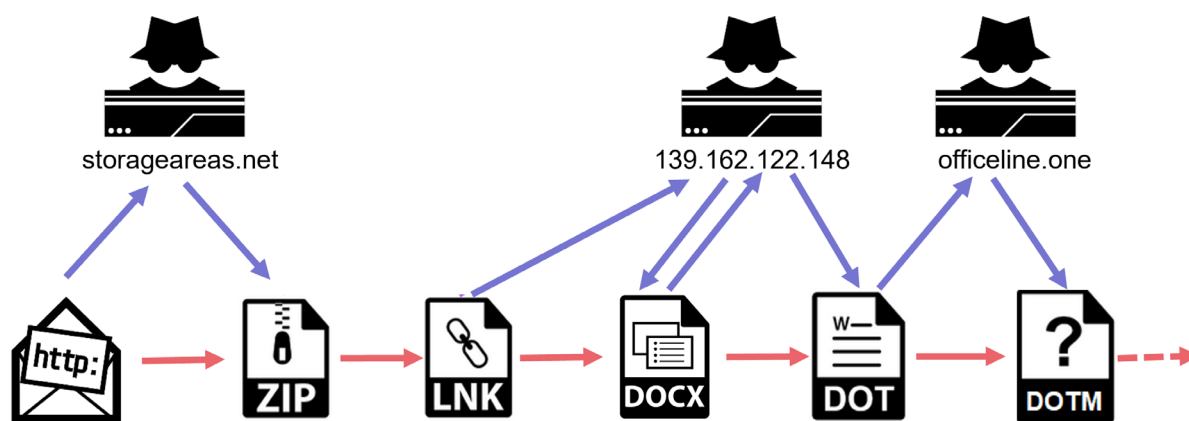 storageareas.net
139.162.122.148
officeline.one
http:
ZIP
LNK
DOCX
W
DOT
?
DOTM